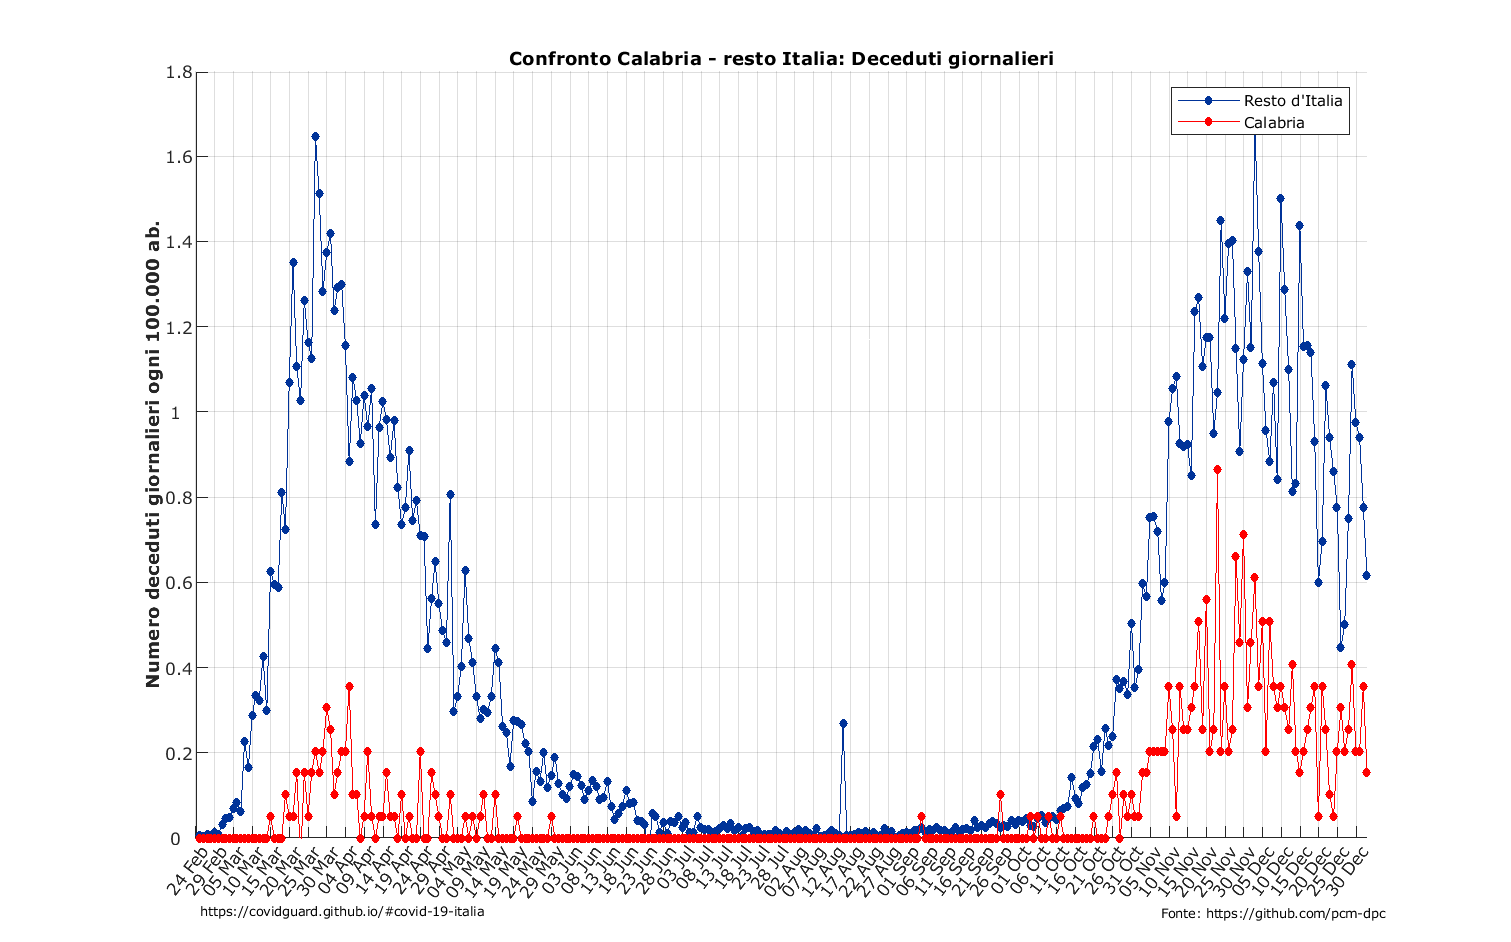 Confronto Calabria - resto Italia: Deceduti giornalieri
Numero deceduti giornalieri ogni 100.000 ab.
1.8
1.6
1.4
1.2
1
0.8
0.6
0.4
0.2
0
Resto d'Italia
Calabria
24 Feb
29 Feb
05 Mar
10 Mar
15 Mar
20 Mar
25 Mar
30 Mar
04 Apr
09 Apr
14 Apr
19 Apr
24 Apr
29 Apr
04 May
09 May
14 May
19 May
24 May
29 May
03 Jun
08 Jun
13 Jun
18 Jun
23 Jun
28 Jun
03 Jul
08 Jul
13 Jul
18 Jul
23 Jul
28 Jul
02 Aug
07 Aug
12 Aug
17 Aug
22 Aug
27 Aug
01 Sep
06 Sep
11 Sep
16 Sep
21 Sep
26 Sep
01 Oct
06 Oct
11 Oct
16 Oct
21 Oct
26 Oct
31 Oct
05 Nov
10 Nov
15 Nov
20 Nov
25 Nov
30 Nov
05 Dec
10 Dec
15 Dec
20 Dec
25 Dec
30 Dec
https://covidguard.github.io/#covid-19-italia
Fonte: https://github.com/pcm-dpc